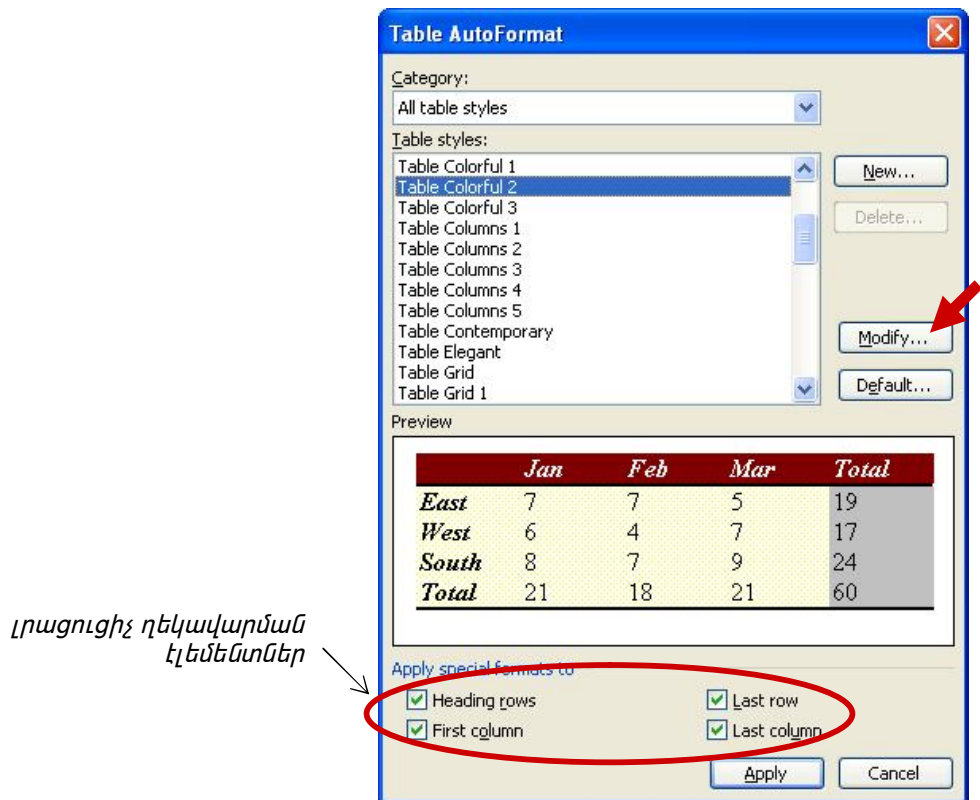 Table AutoFormat
Category:
All table styles
Table styles:
Table Colorful 1
Table Colorful 2
Table Colorful 3
Table Columns 1
Table Columns 2
Table Columns 3
Table Columns 4
Table Columns 5
Table Contemporary
Table Elegant
Table Grid
Table Grid 1
New...
Delete...
Modify...
Default...
Preview
Jan Feb Mar Total
East 7 7 5 19
West 6 4 7 17
South 8 7 9 24
Total 21 18 21 60
լրացուցիչ ղեկավարման
էլեմենտներ
Apply special formats to
Heading rows Last row
First column Last column
Apply Cancel